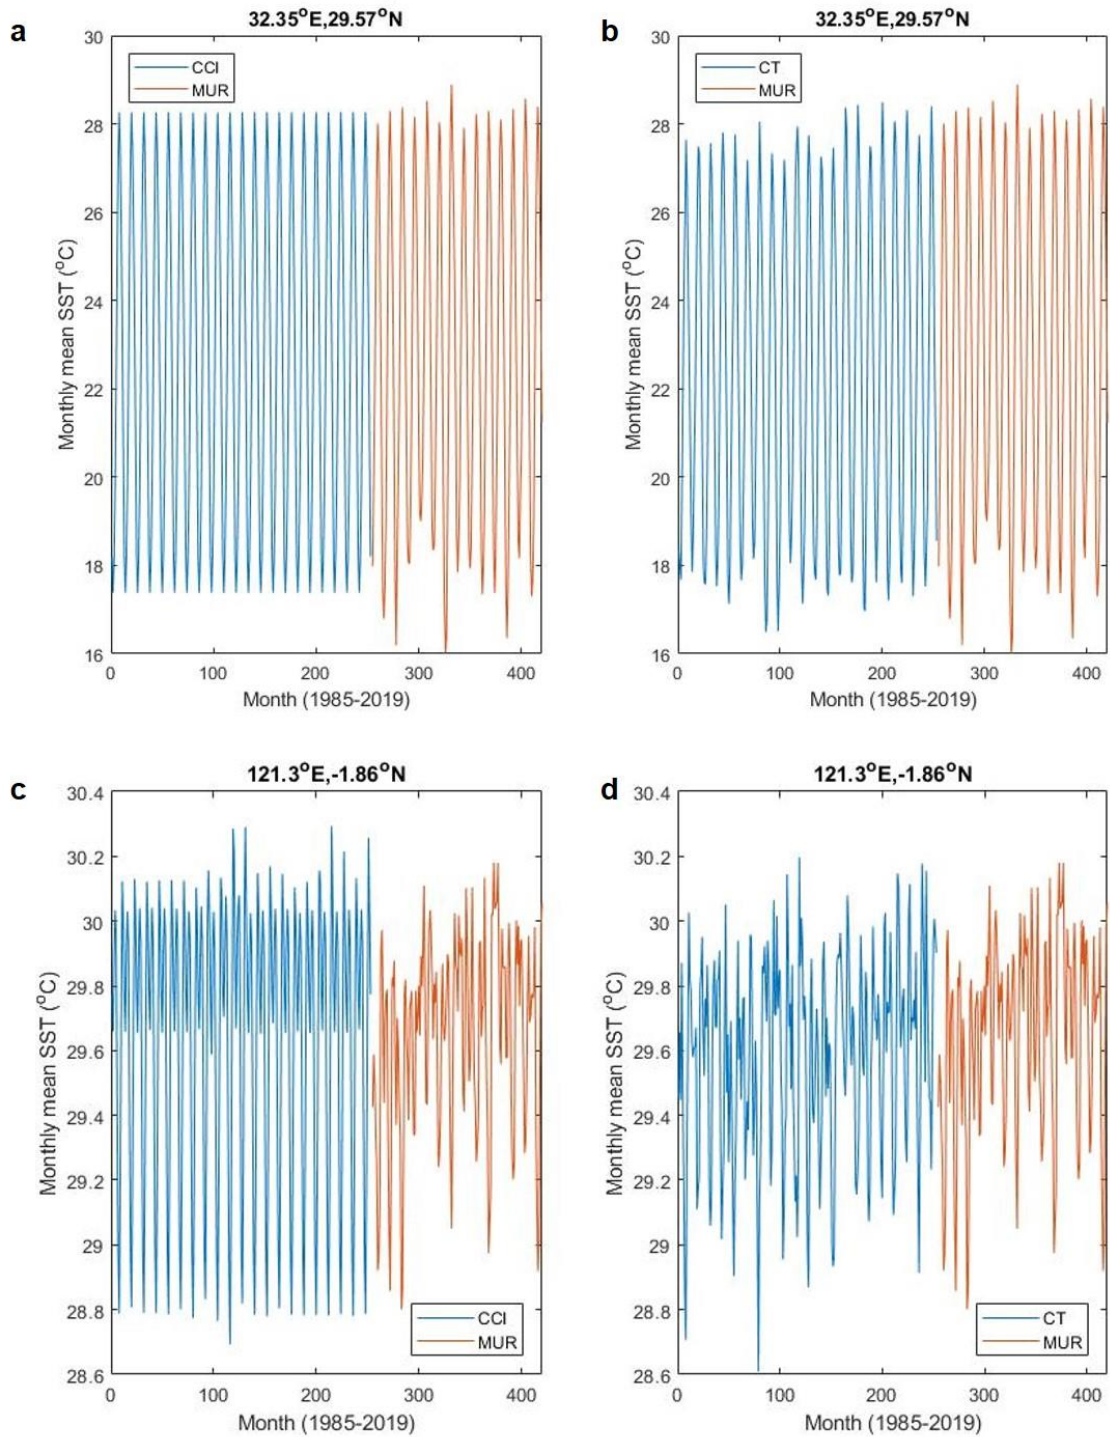 a
32.35°E,29.57°N
30
28
26
24
22
20
18
16
Monthly mean SST (°C)
CCI
MUR
0 100 200 300 400
Month (1985-2019)
b
32.35°E,29.57°N
30
28
26
24
22
20
18
16
Monthly mean SST (°C)
CT
MUR
0 100 200 300 400
Month (1985-2019)
c
121.3°E,-1.86°N
30.4
30.2
30
29.8
29.6
29.4
29.2
29
28.8
28.6
Monthly mean SST (°C)
CCI
MUR
0 100 200 300 400
Month (1985-2019)
d
121.3°E,-1.86°N
30.4
30.2
30
29.8
29.6
29.4
29.2
29
28.8
28.6
Monthly mean SST (°C)
CT
MUR
0 100 200 300 400
Month (1985-2019)